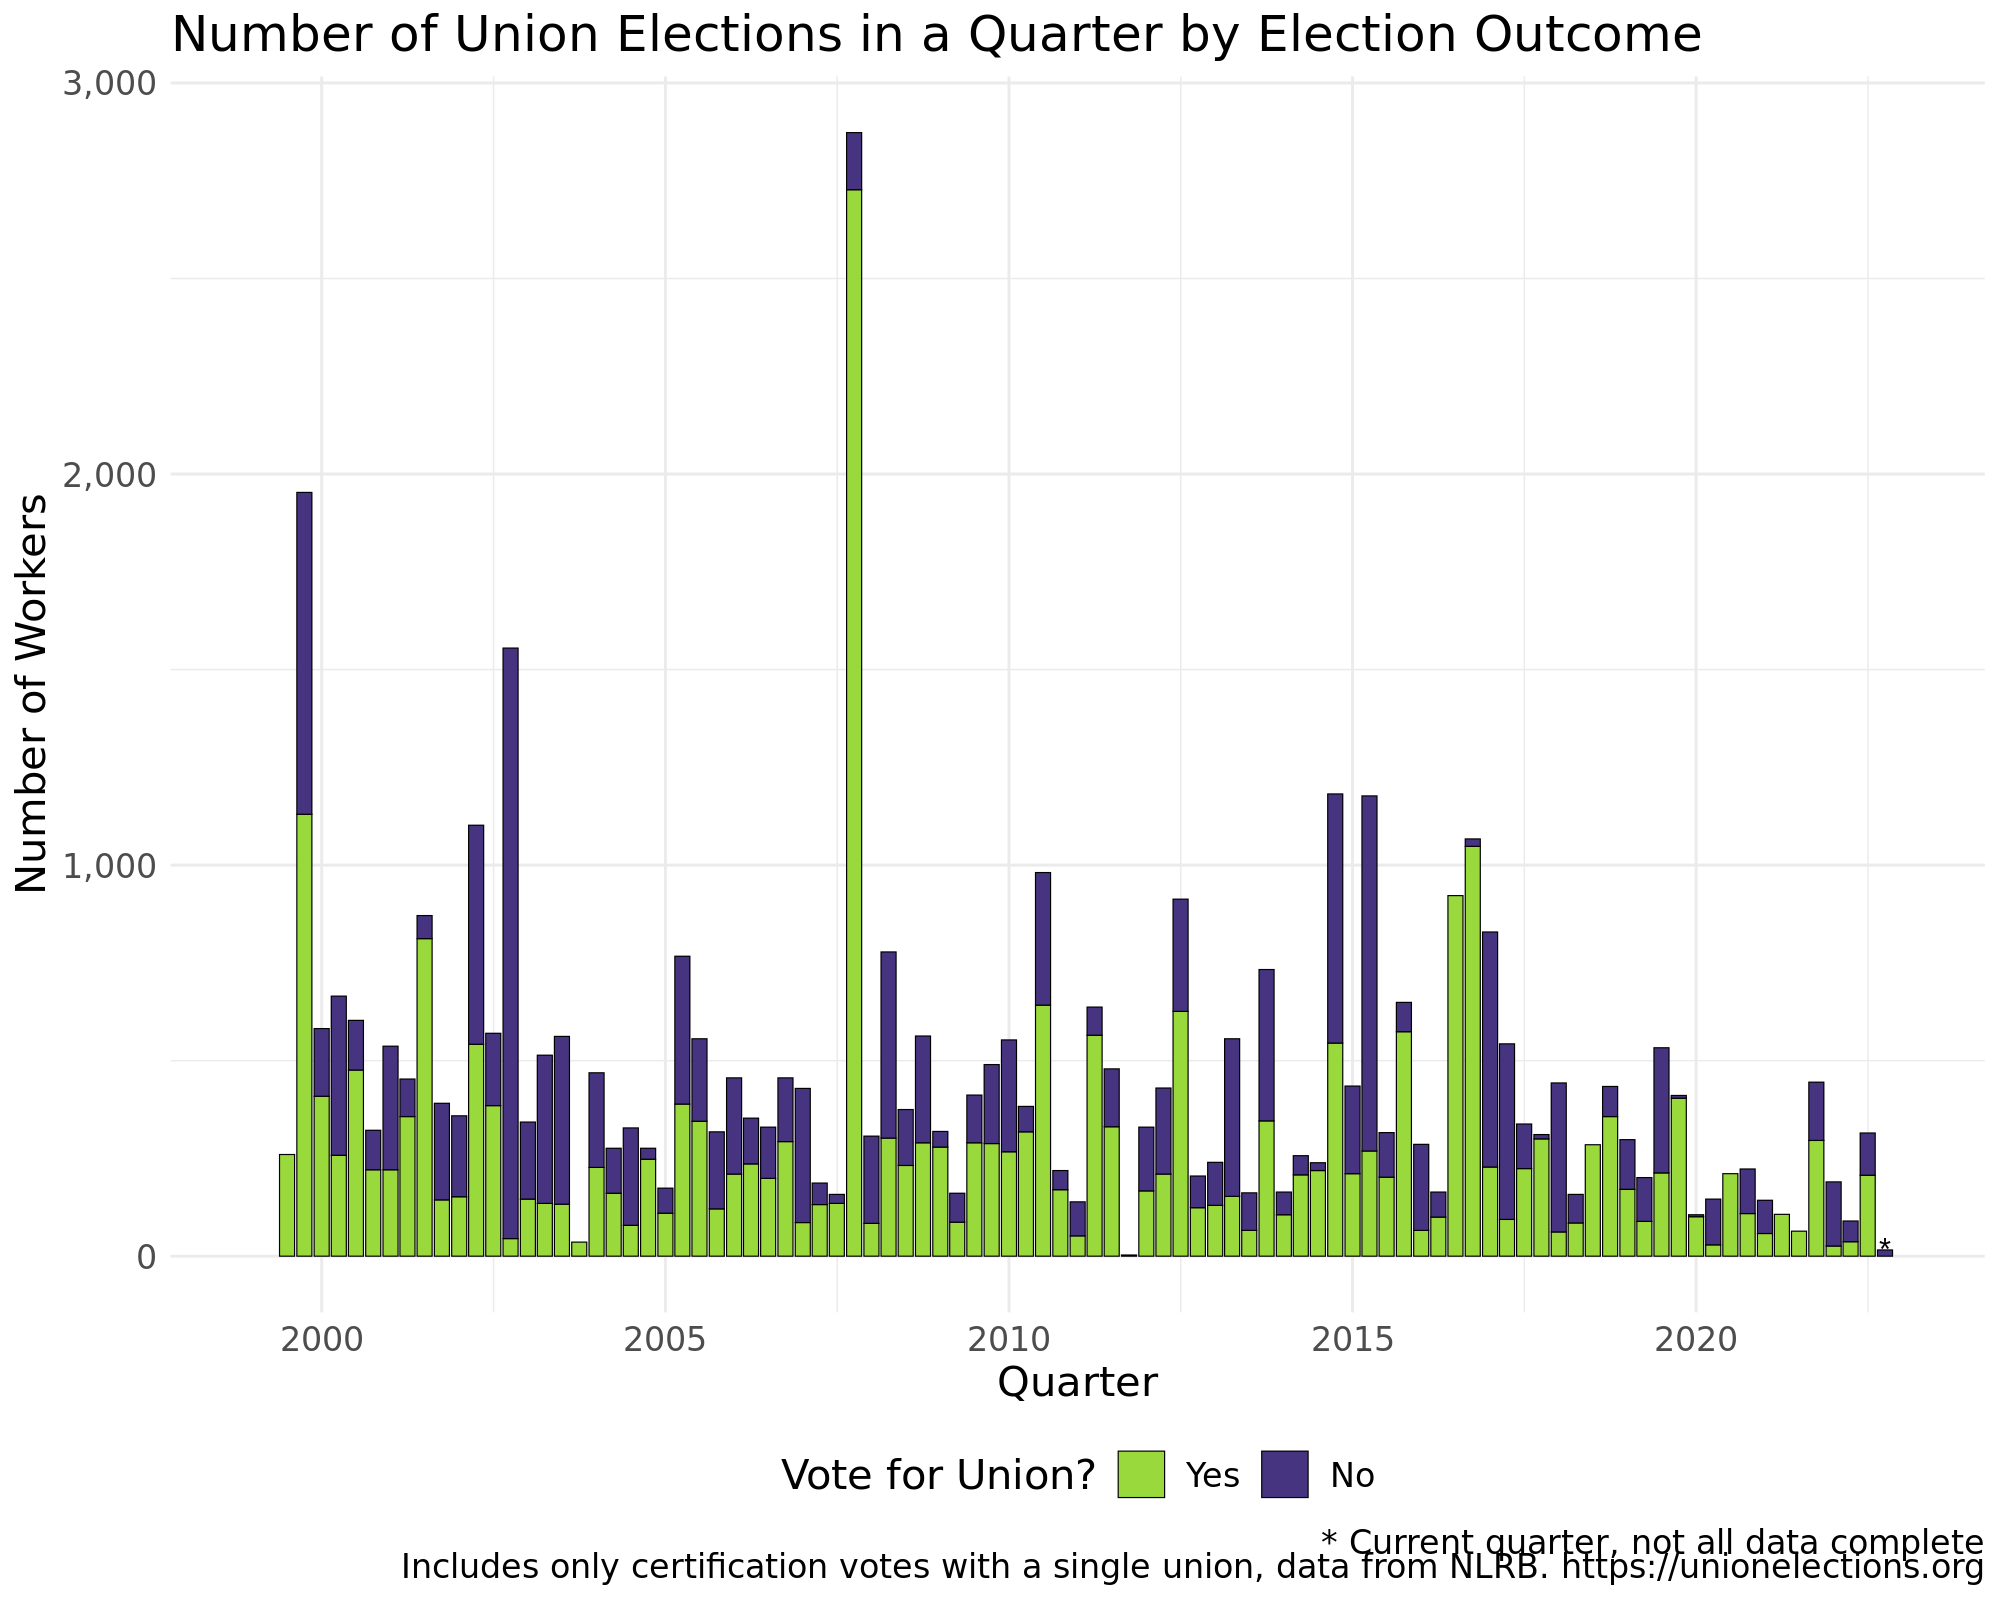 Number of Union Elections in a Quarter by Election Outcome
3,000
2,000
1,000
0
Number of Workers
*
2000 2005 2010 2015 2020
Quarter
Vote for Union? Yes No
* Current quarter, not all data complete
Includes only certification votes with a single union, data from NLRB. https://unionelections.org